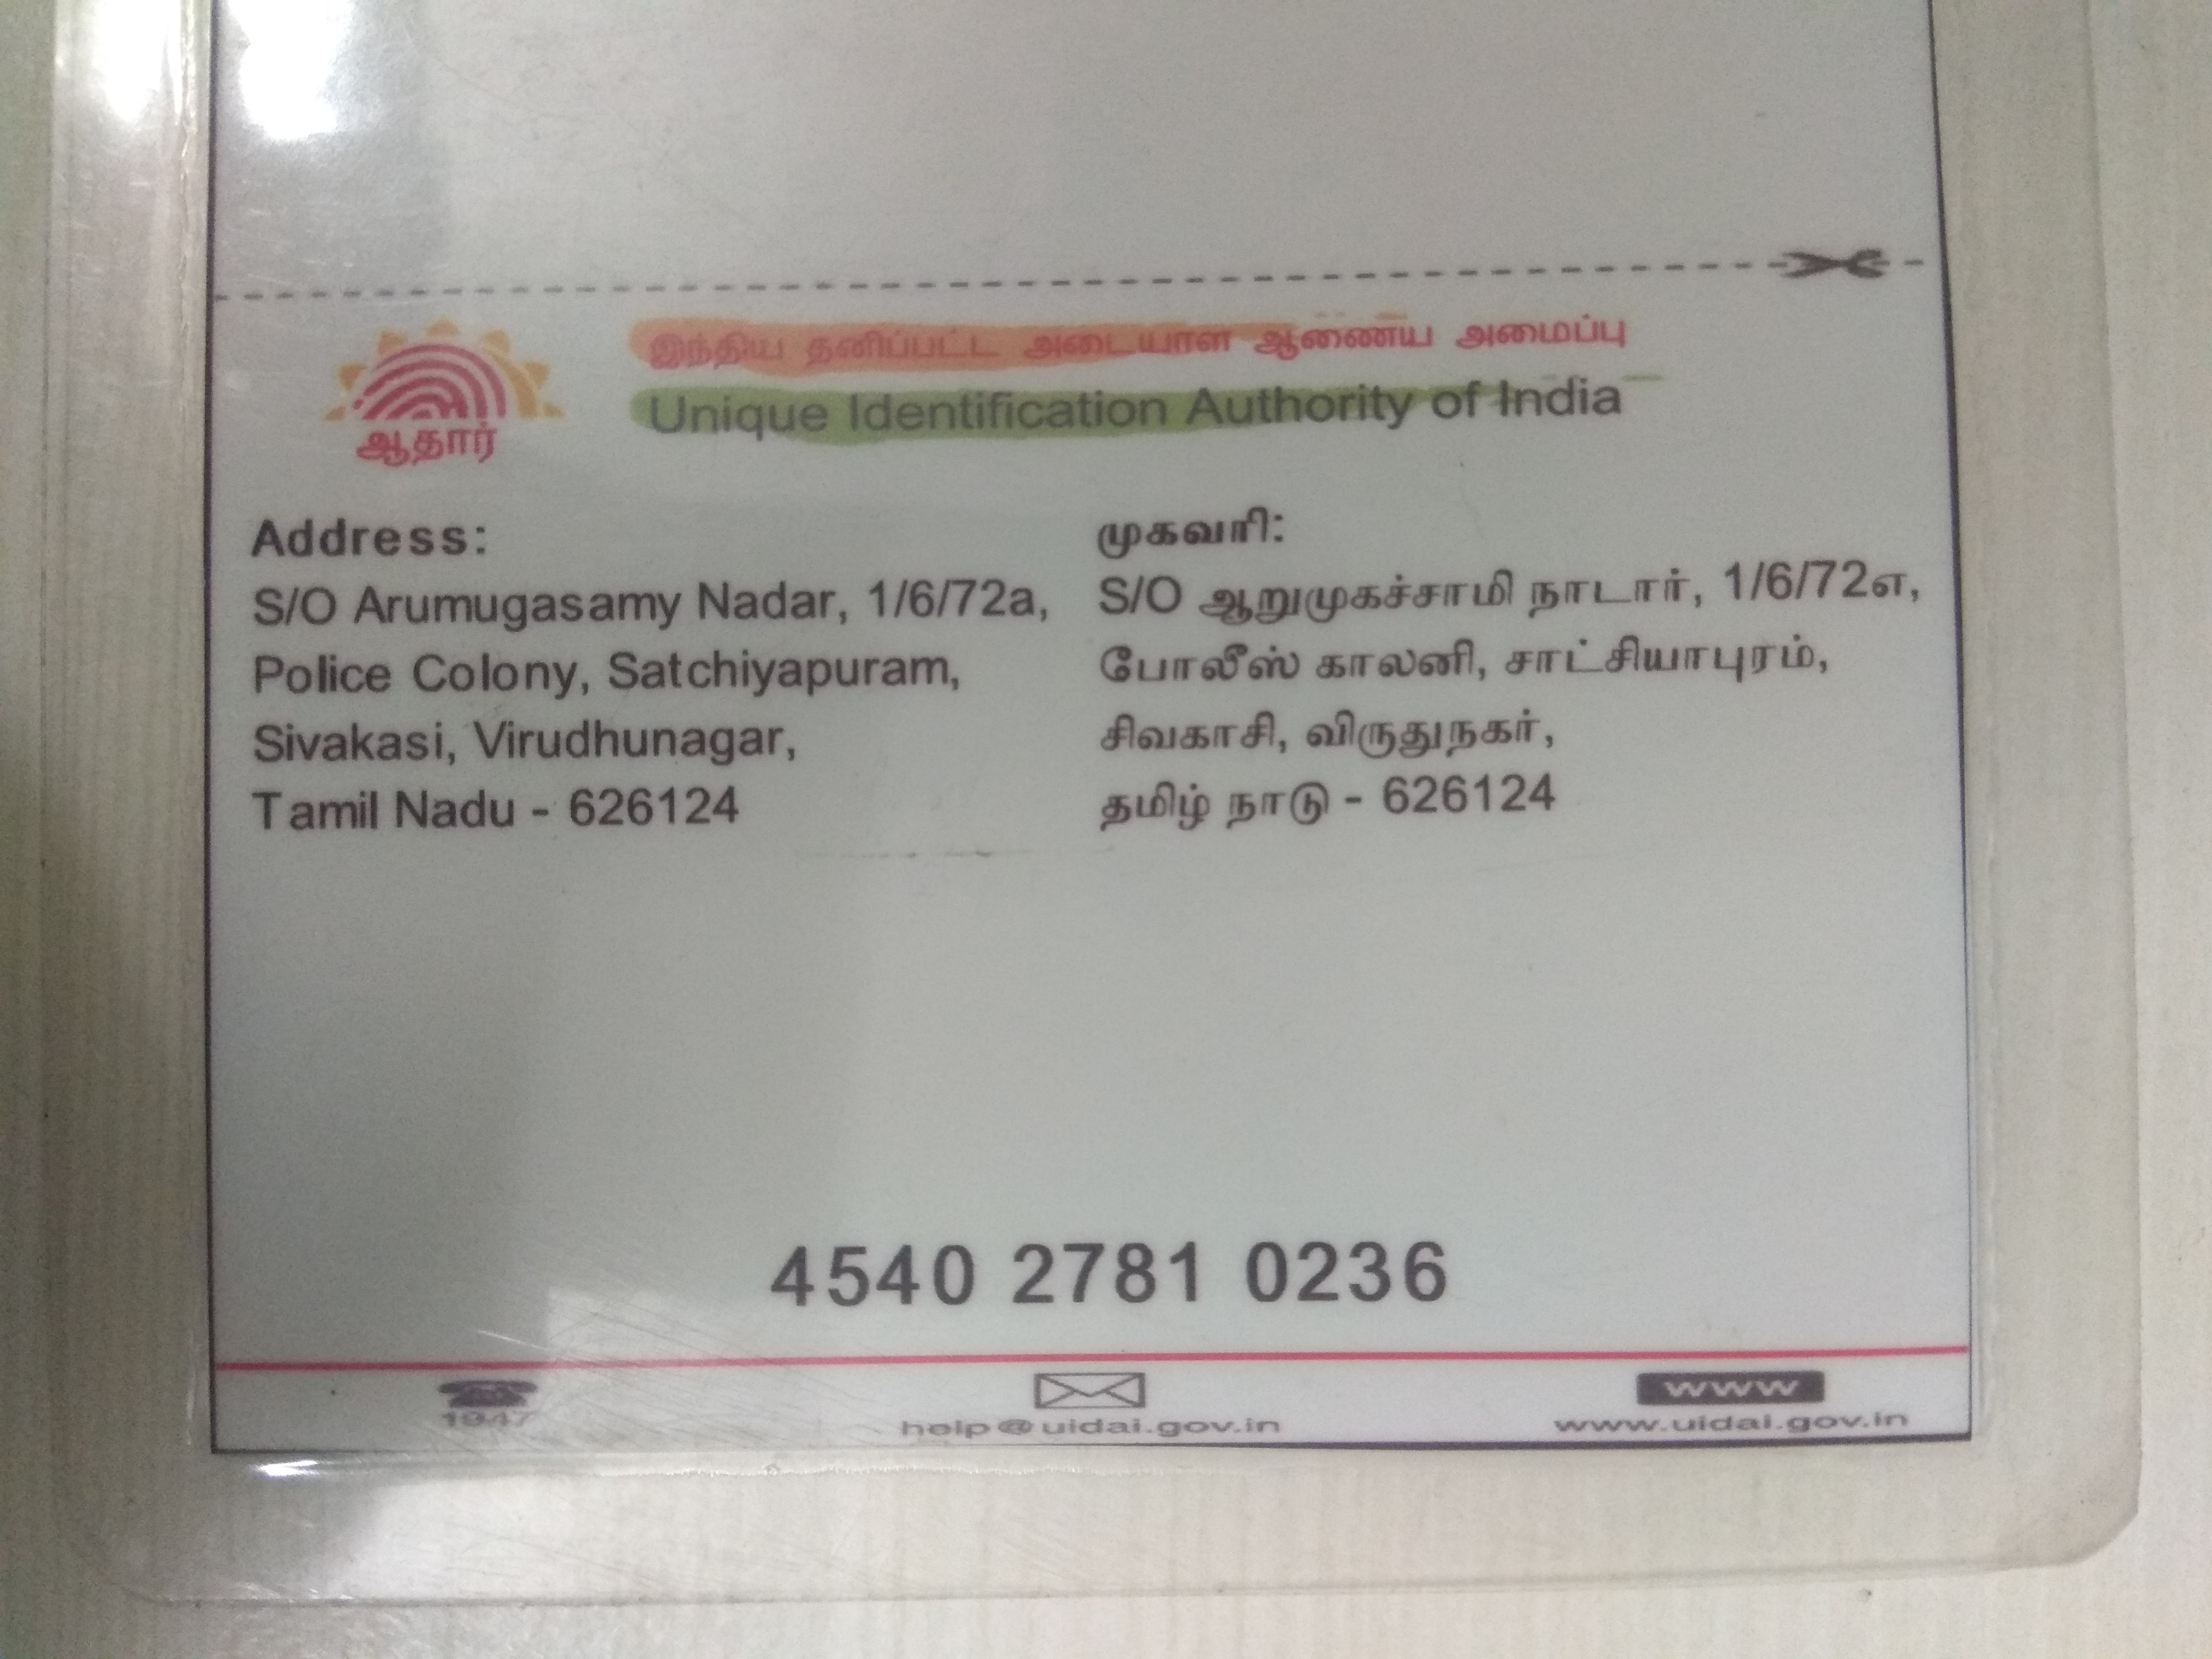 இந்திய தனிப்பட்ட அடையாள ஆணைய அமைப்பு
Unique Identification Authority of India
ஆதார்
Address:
S/O Arumugasamy Nadar, 1/6/72a,
Police Colony, Satchiyapuram,
Sivakasi, Virudhunagar,
Tamil Nadu - 626124
முகவரி:
S/O ஆறுமுகச்சாமி நாடார், 1/6/72எ,
போலீஸ் காலனி, சாட்சியாபுரம்,
சிவகாசி, விருதுநகர்,
தமிழ் நாடு - 626124
4540 2781 0236
1947
help@uidai.gov.in
www
www.uidai.gov.in